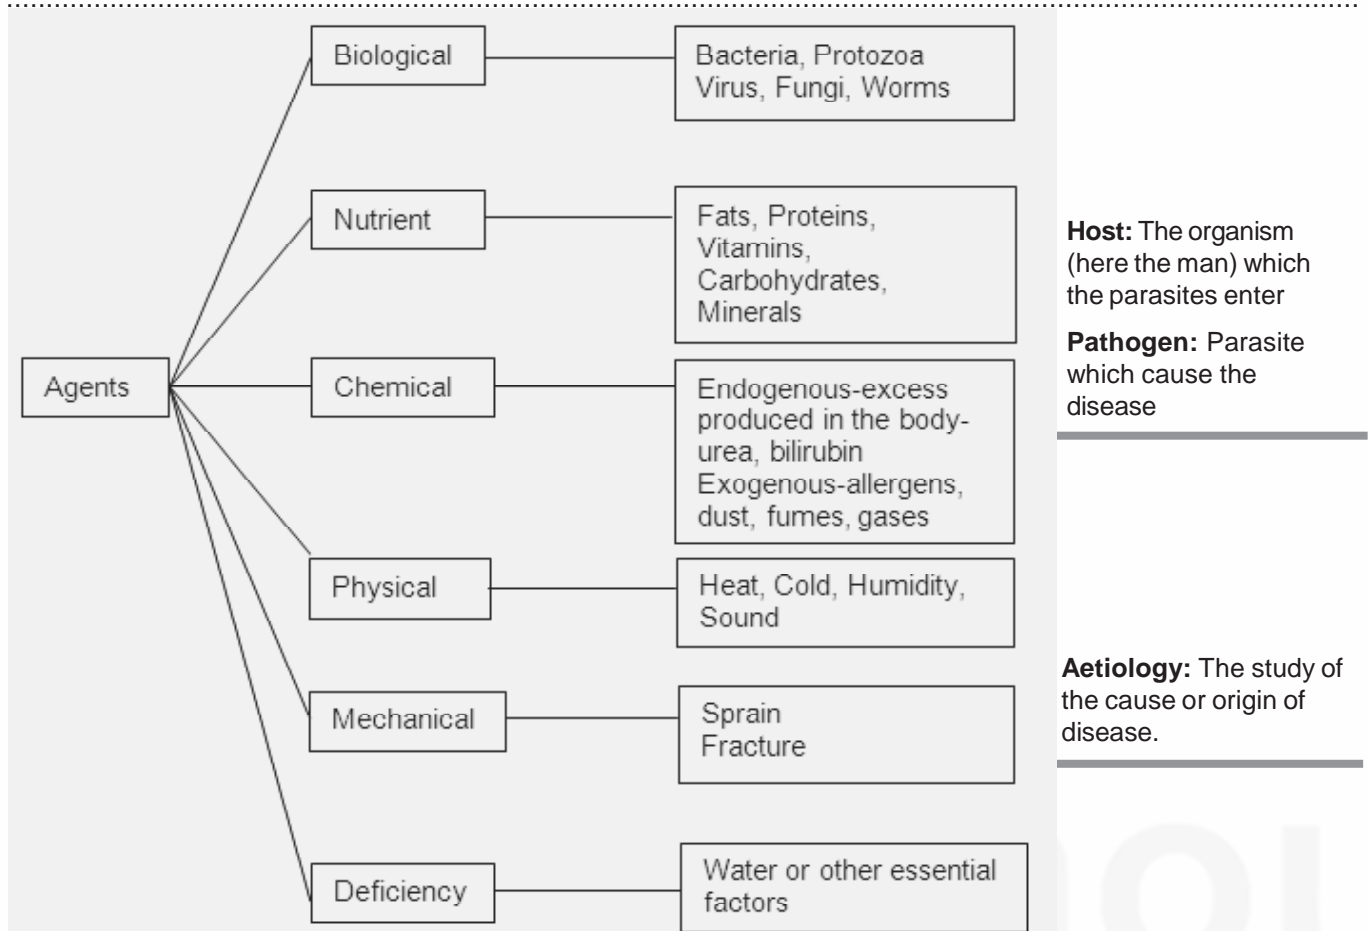 Biological
Bacteria, Protozoa
Virus, Fungi, Worms
Nutrient
Fats, Proteins,
Vitamins,
Carbohydrates,
Minerals
Host: The organism
(here the man) which
the parasites enter
Pathogen: Parasite
which cause the
disease
Agents
Chemical
Endogenous-excess
produced in the body-
urea, bilirubin
Exogenous-allergens,
dust, fumes, gases
Physical
Heat, Cold, Humidity,
Sound
Aetiology: The study of
the cause or origin of
disease.
Mechanical
Sprain
Fracture
Deficiency
Water or other essential
factors